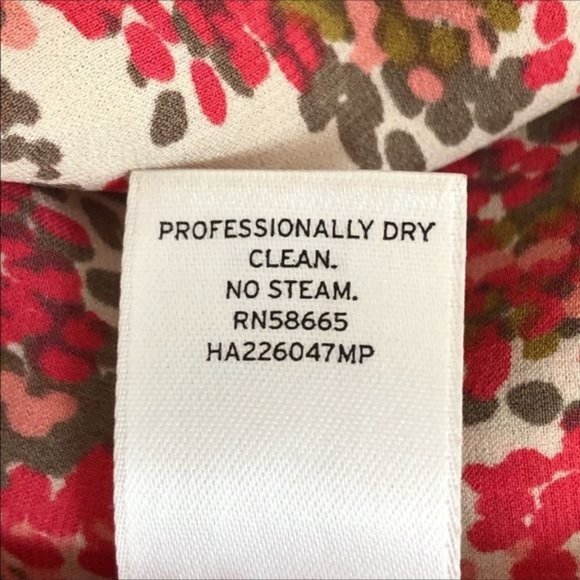 PROFESSIONALLY DRY
CLEAN.
NO STEAM.
RN58665
HA226047MP